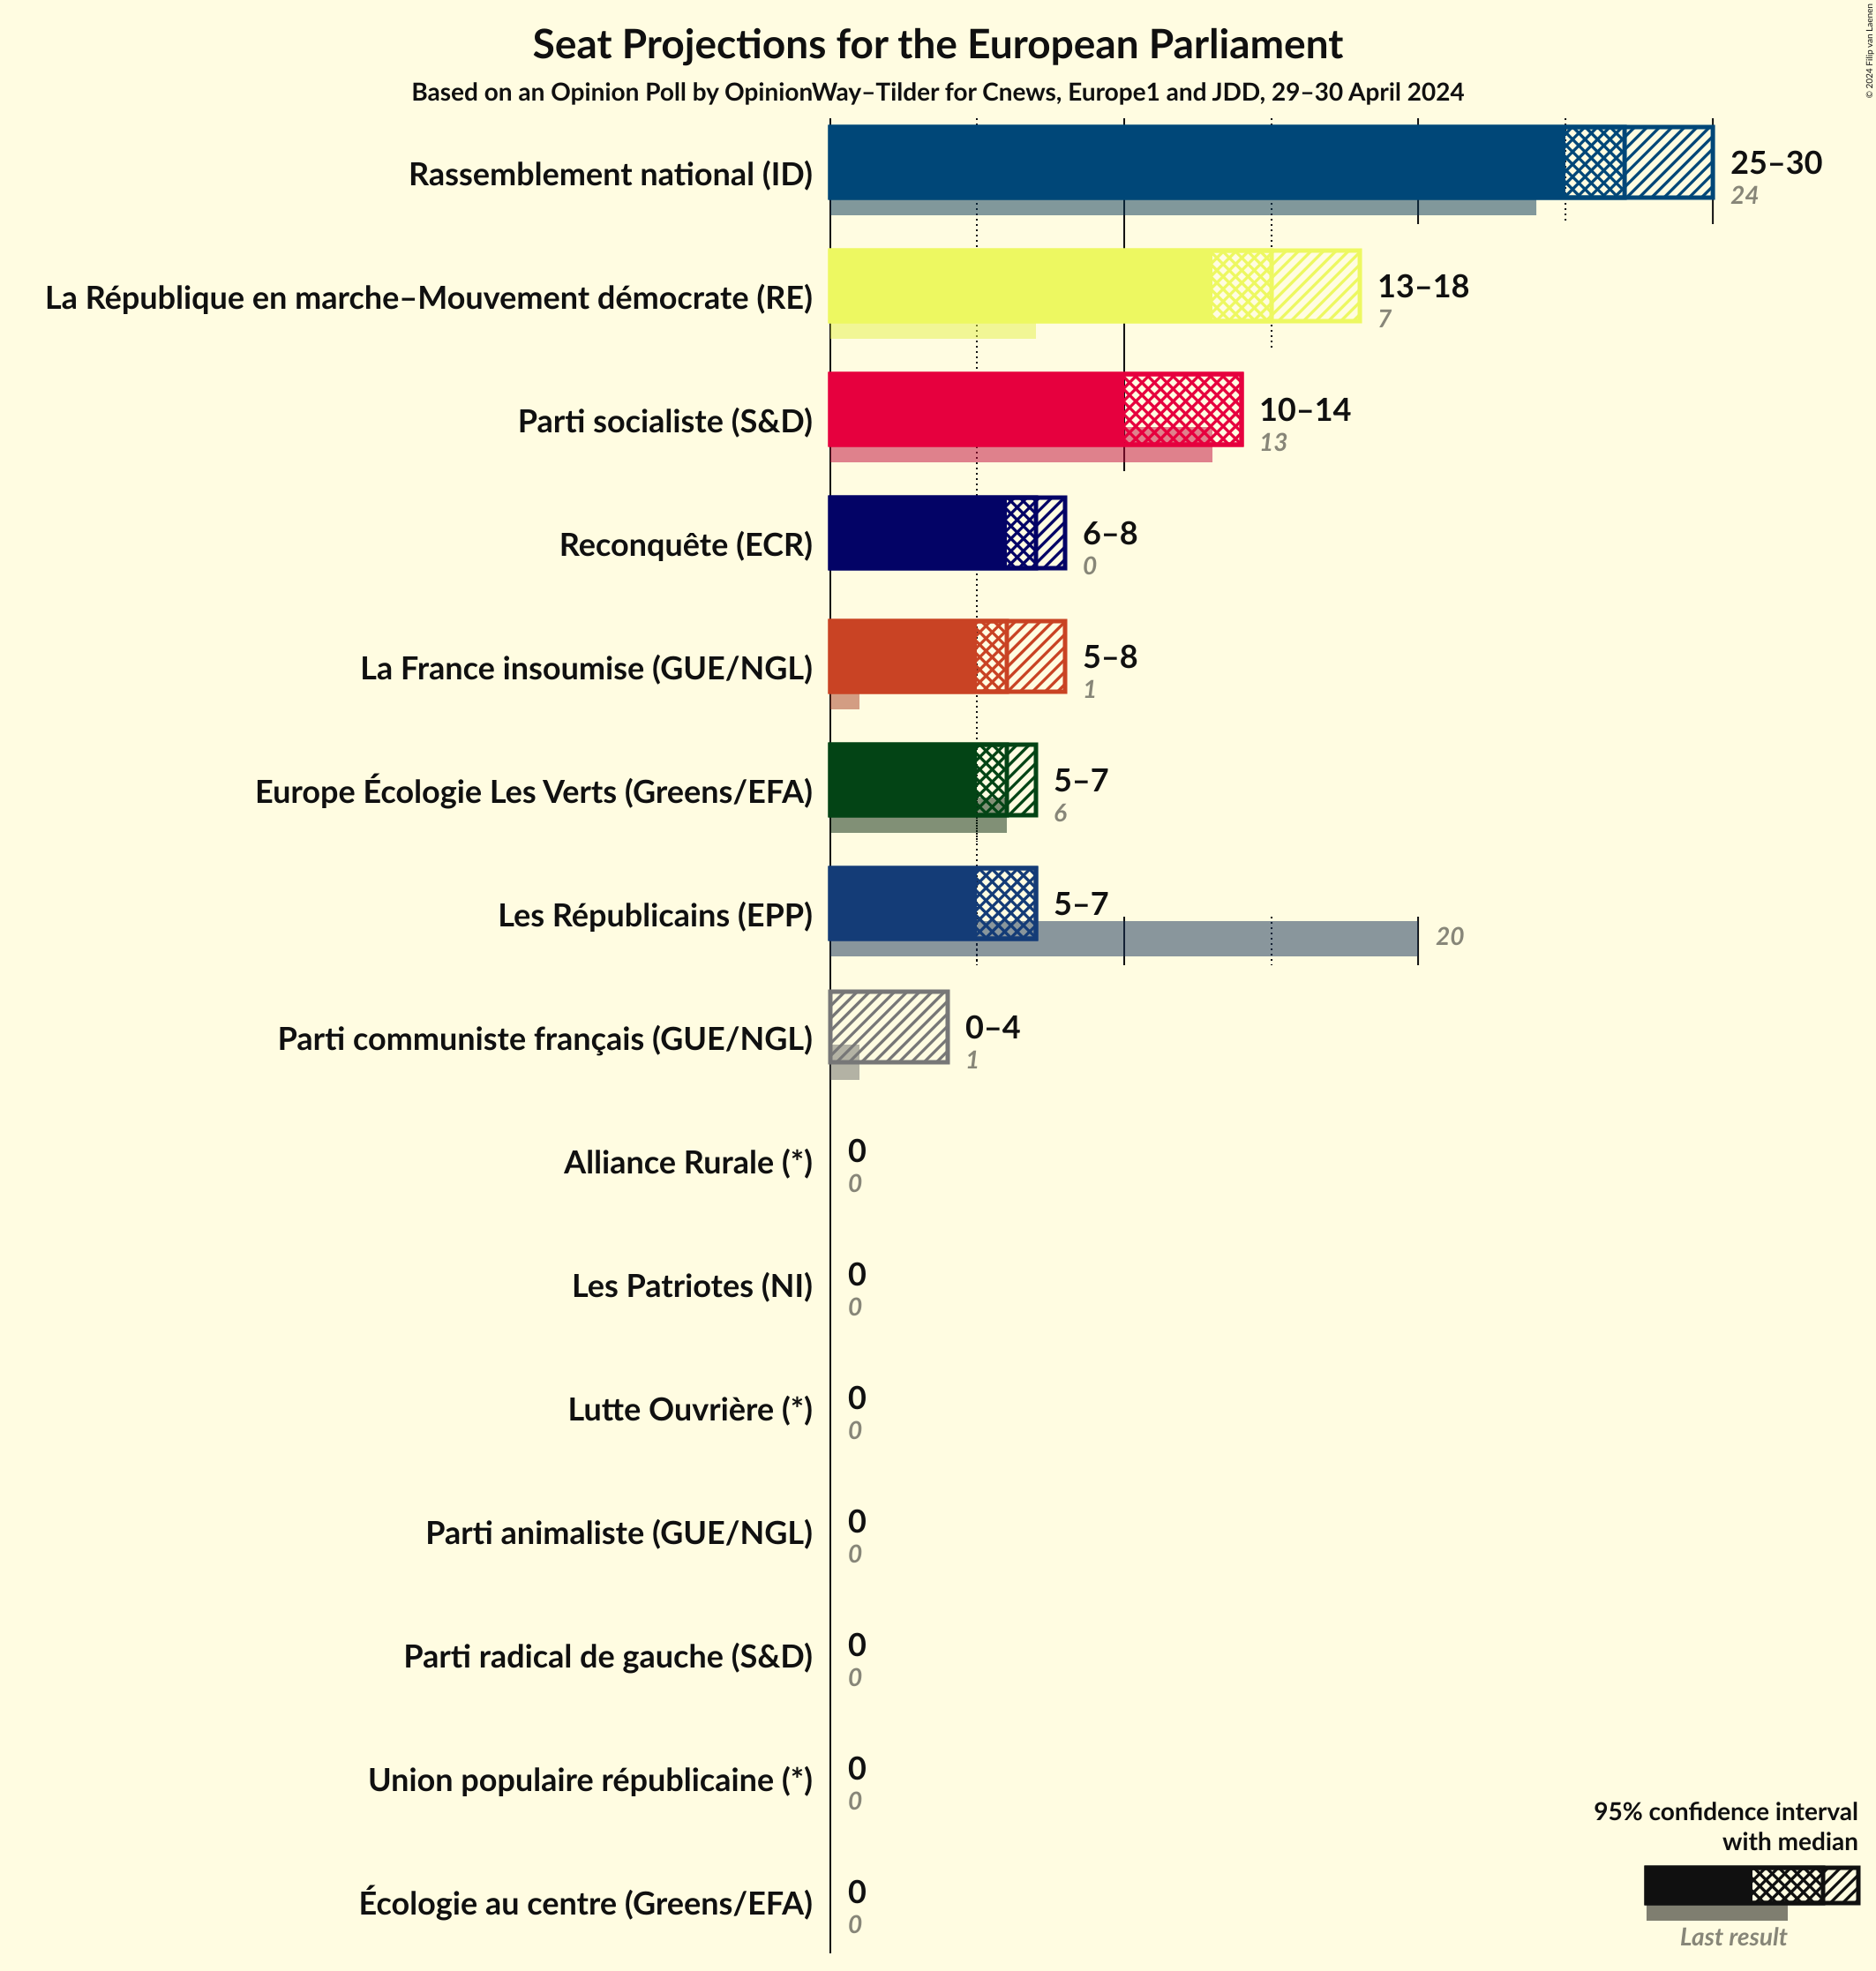 Seat Projections for the European Parliament
Based on an Opinion Poll by OpinionWay–Tilder for Cnews, Europe1 and JDD, 29–30 April 2024
© 2024 Filip van Laenen
Rassemblement national (ID)
25–30
24
La République en marche–Mouvement démocrate (RE)
13–18
7
Parti socialiste (S&D)
10–14
13
Reconquête (ECR)
6–8
0
La France insoumise (GUE/NGL)
5–8
1
Europe Écologie Les Verts (Greens/EFA)
5–7
6
Les Républicains (EPP)
5–7
20
Parti communiste français (GUE/NGL)
0–4
1
Alliance Rurale (*)
0
0
Les Patriotes (NI)
0
0
Lutte Ouvrière (*)
0
0
Parti animaliste (GUE/NGL)
0
0
Parti radical de gauche (S&D)
0
0
Union populaire républicaine (*)
0
0
Écologie au centre (Greens/EFA)
0
0
95% confidence interval
with median
Last result